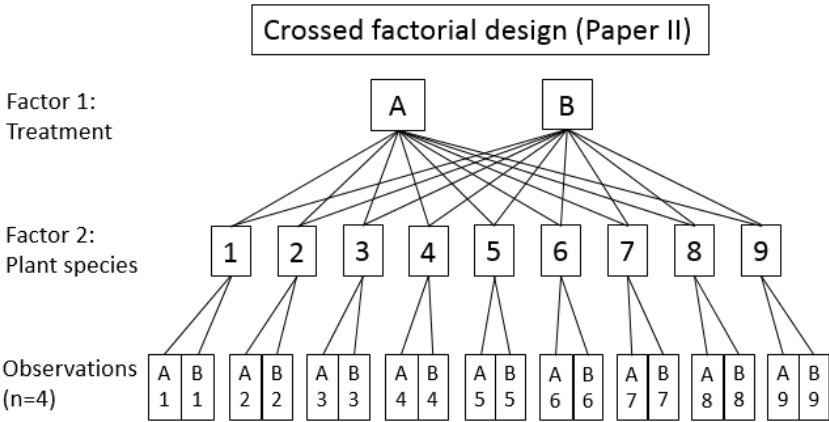 Crossed factorial design (Paper II)
Factor 1:
Treatment
A B
Factor 2:
Plant species
1 2 3 4 5 6 7 8 9
Observations
(n=4)
A B A B A B A B A B A B A B A B A B
1 1 2 2 3 3 4 4 5 5 6 6 7 7 8 8 9 9